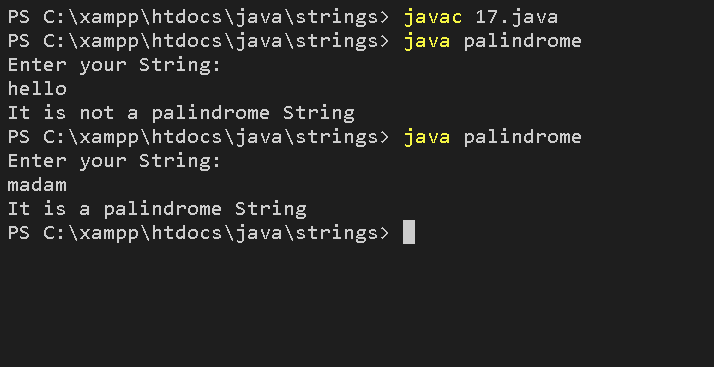 PS C:\xampp\htdocs\java\strings> javac 17.java
PS C:\xampp\htdocs\java\strings> java palindrome
Enter your String:
hello
It is not a palindrome String
PS C:\xampp\htdocs\java\strings> java palindrome
Enter your String:
madam
It is a palindrome String
PS C:\xampp\htdocs\java\strings>